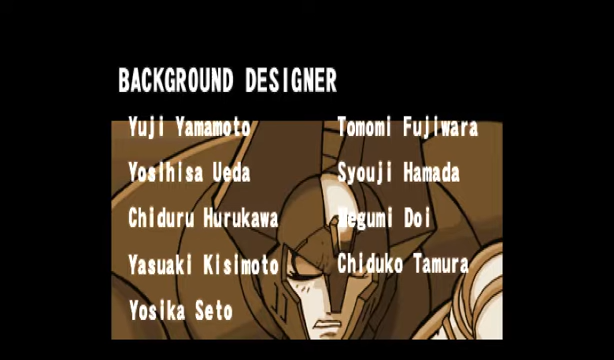 BACKGROUND DESIGNER
Yuji Yamamoto
Tomomi Fujiwara
Yosihisa Ueda
Syouji Hamada
Chiduru Hurukawa
Megumi Doi
Yasuaki Kisimoto
Chiduko Tamura
Yosika Seto